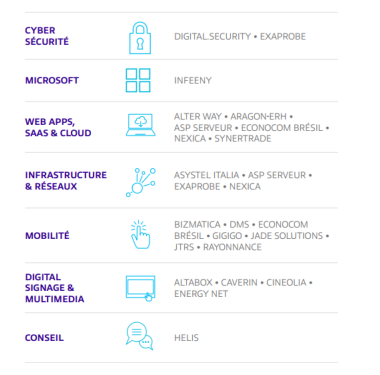 CYBER
SÉCURITÉ
DIGITAL.SECURITY • EXAPROBE
MICROSOFT
INFEENY
WEB APPS,
SAAS & CLOUD
ALTER WAY • ARAGON-ERH •
ASP SERVEUR • ECONOCOM BRÉSIL •
NEXICA • SYNERTRADE
INFRASTRUCTURE
& RÉSEAUX
ASYSTEL ITALIA • ASP SERVEUR •
EXAPROBE • NEXICA
MOBILITÉ
BIZMATICA • DMS • ECONOCOM
BRÉSIL • GIGIGO • JADE SOLUTIONS •
JTRS • RAYONNANCE
DIGITAL
SIGNAGE &
MULTIMEDIA
ALTABOX • CAVERIN • CINEOLIA •
ENERGY NET
CONSEIL
HELIS